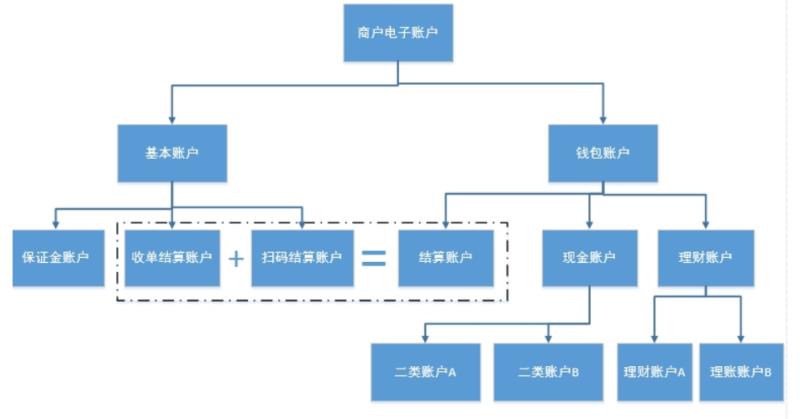 商户电子账户
基本账户
钱包账户
保证金账户
收单结算账户
+
扫码结算账户
=
结算账户
现金账户
理财账户
二类账户A
二类账户B
理财账户A
理账账户B